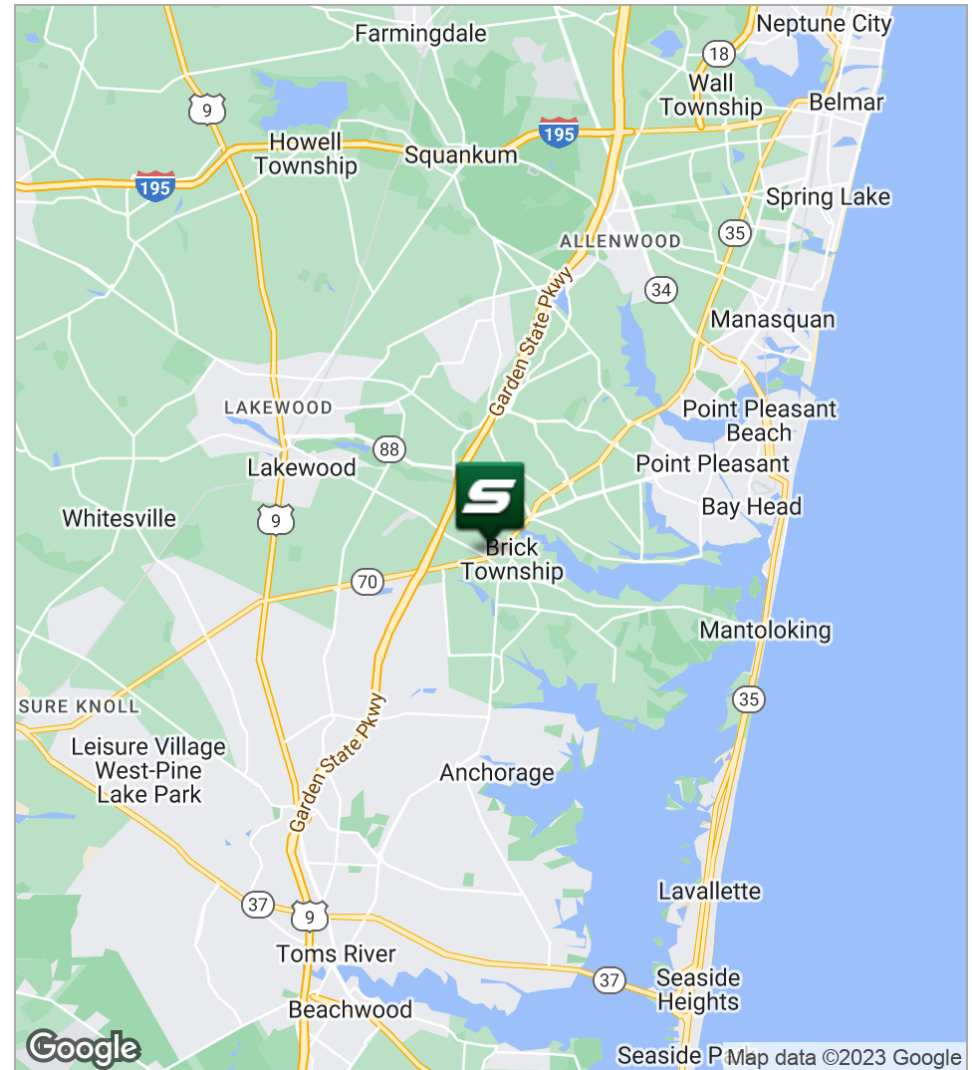 Neptune City
Farmingdale
18
Wall
Township
Belmar
9
195
Howell
Township
Squankum
195
Spring Lake
35
ALLENWOOD
34
Garden State Pkwy
Manasquan
LAKEWOOD
Point Pleasant
Beach
88
Lakewood
Point Pleasant
S
Bay Head
Whitesville
9
Brick
Township
70
Mantoloking
35
SURE KNOLL
Leisure Village
West-Pine
Lake Park
Garden State Pkwy
Anchorage
Lavallette
37
9
Toms River
37
Seaside
Heights
Beachwood
Google
Seaside
Map data ©2023 Google